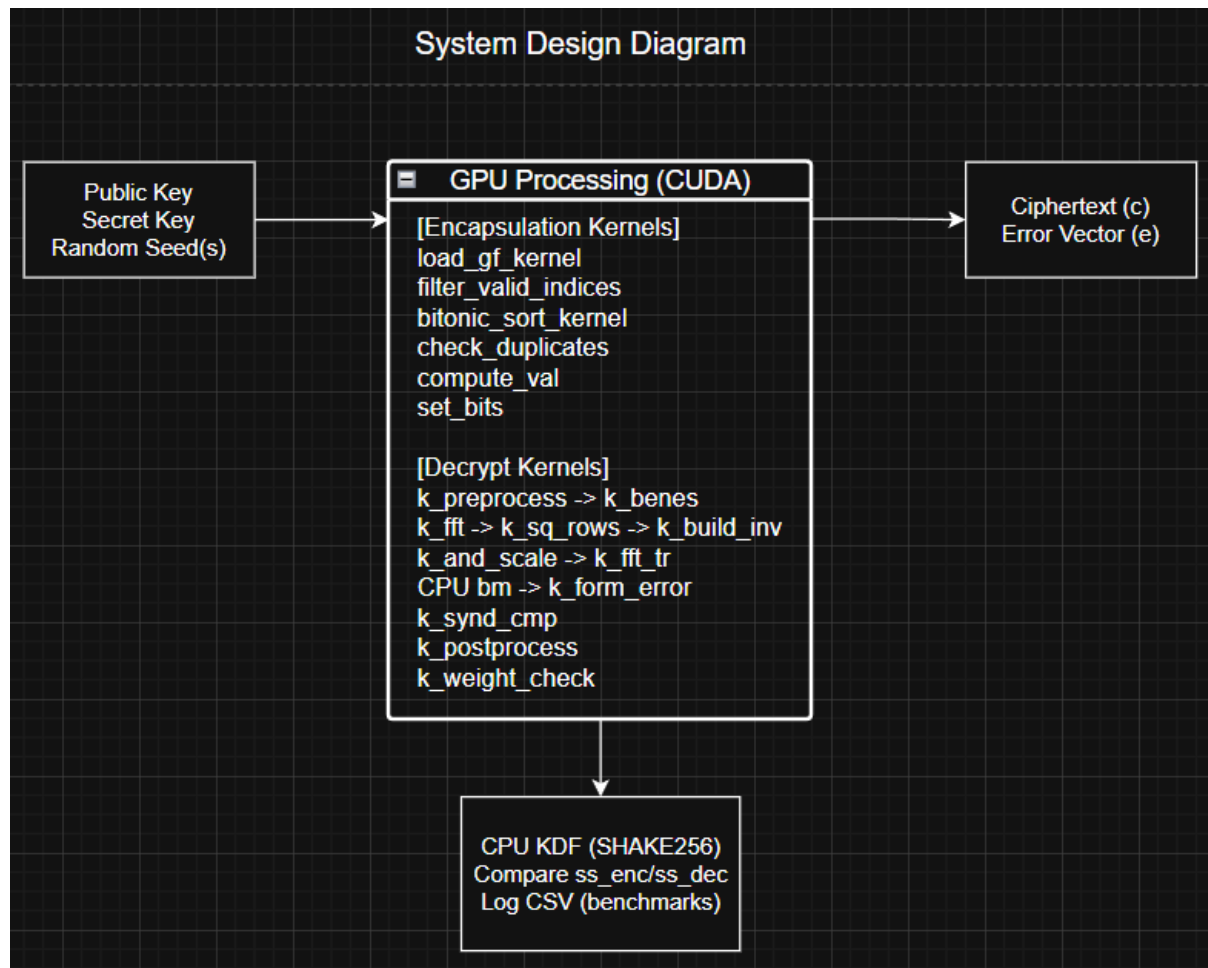 System Design Diagram
Public Key
Secret Key
Random Seed(s)
GPU Processing (CUDA)
[Encapsulation Kernels]
load_gf_kernel
filter_valid_indices
bitonic_sort_kernel
check_duplicates
compute_val
set_bits
[Decrypt Kernels]
k_preprocess -> k_benes
k_fft -> k_sq_rows -> k_build_inv
k_and_scale -> k_fft_tr
CPU bm -> k_form_error
k_synd_cmp
k_postprocess
k_weight_check
Ciphertext (c)
Error Vector (e)
CPU KDF (SHAKE256)
Compare ss_enc/ss_dec
Log CSV (benchmarks)